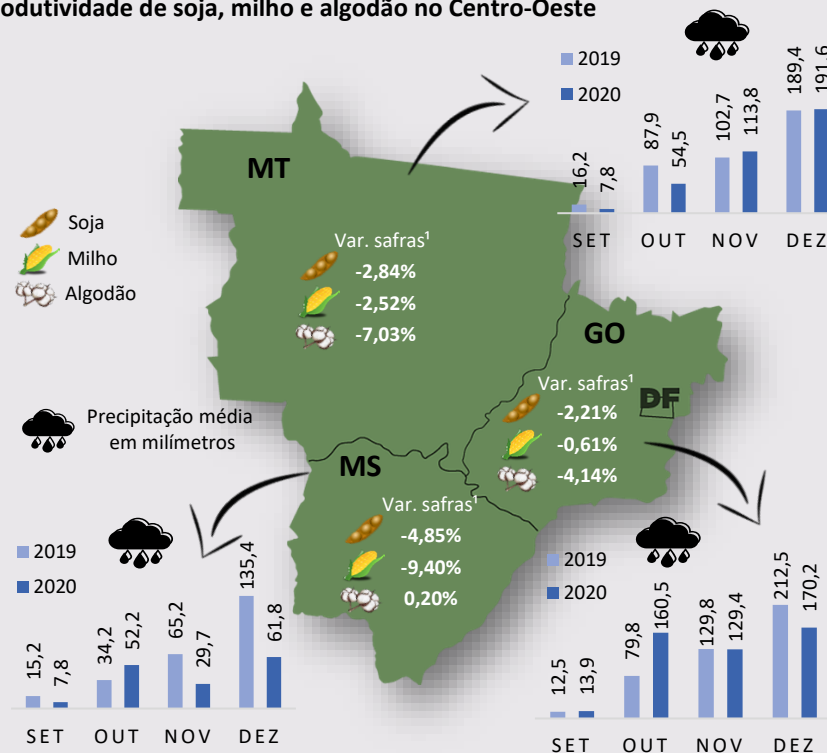 odutividade de soja, milho e algodão no Centro-Oeste
2019
2020
16,2
7,8
87,9
54,5
102,7
113,8
189,4
191,6
SET OUT NOV DEZ
MT
Soja
Milho
Algodão
Var. safras¹
-2,84%
-2,52%
-7,03%
GO
DF
Var. safras¹
-2,21%
-0,61%
-4,14%
Precipitação média
em milímetros
MS
Var. safras¹
-4,85%
-9,40%
0,20%
2019
2020
15,2
7,8
34,2
52,2
65,2
29,7
135,4
61,8
SET OUT NOV DEZ
2019
2020
12,5
13,9
79,8
160,5
129,8
129,4
212,5
170,2
SET OUT NOV DEZ